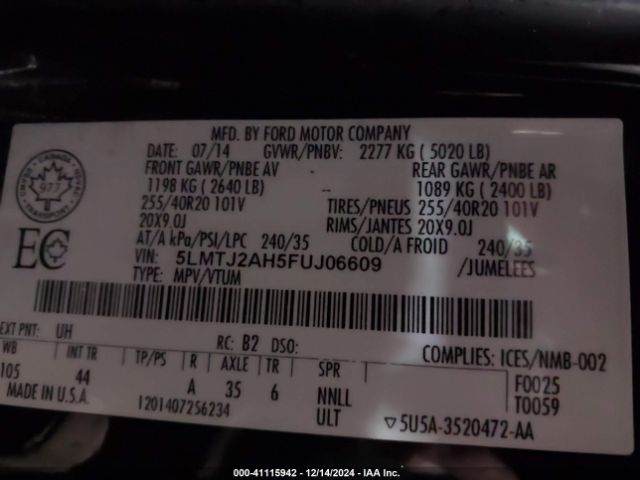 MFD. BY FORD MOTOR COMPANY
DATE: 07/14 GVWR/PNBV: 2277 KG ( 5020 LB)
FRONT GAWR/PNBE AV REAR GAWR/PNBE AR
1198 KG ( 2640 LB) 1089 KG ( 2400 LB)
255/40R20 101V TIRES/PNEUS 255/40R20 101V
20X9.0J RIMS/JANTES 20X9.0J
AT/A kPa/PSI/LPC 240/35 COLD/A FROID 240/35
VIN: 5LMTJ2AH5FUJ06609 /JUMELEES
TYPE: MPV/VTUM
CANADA
977
TRANSPORT
EC
EXT PNT: UH RC: B2 DSO: COMPLIES: ICES/NMB-002
WB INT TR TP/PS R AXLE TR SPR F0025
105 44 A 35 6 NNLL T0059
MADE IN U.S.A. 1201407256234 ULT 5U5A-3520472-AA
000-41115942 - 12/14/2024 - IAA Inc.